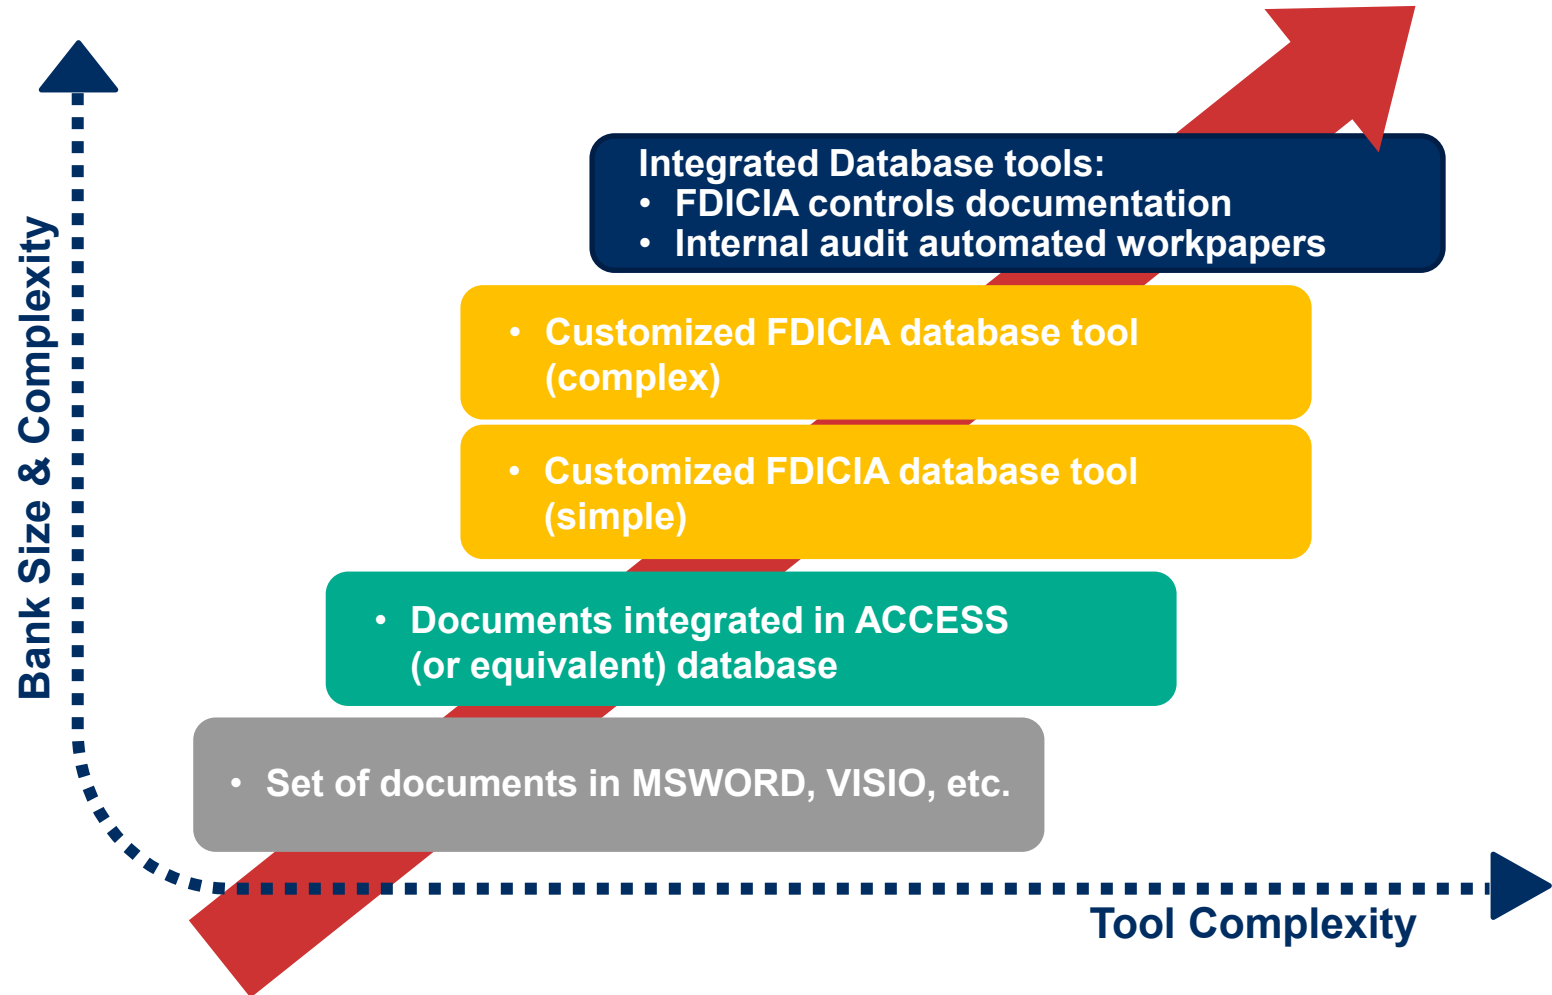 Integrated Database tools:
• FDICIA controls documentation
• Internal audit automated workpapers
• Customized FDICIA database tool
(complex)
• Customized FDICIA database tool
(simple)
• Documents integrated in ACCESS
(or equivalent) database
• Set of documents in MSWORD, VISIO, etc.
Bank Size & Complexity
Tool Complexity